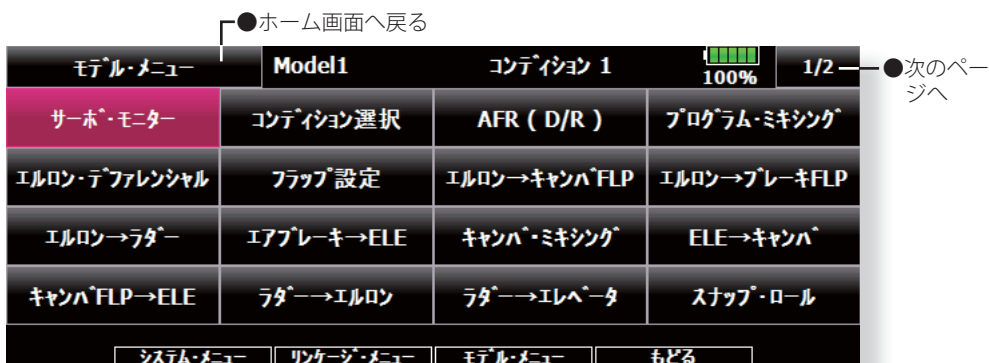 ●ホーム画面へ戻る
モデル・メニュー Model1 コンディション 1 100% 1/2
●次のペー
ジへ
サーボ・モニター コンディション選択 AFR ( D/R ) プログラム・ミキシング
エルロン・デファレンシャル フラップ設定 エルロン→キャンバFLP エルロン→ブレーキFLP
エルロン→ラダー エアブレーキ→ELE キャンバ・ミキシング ELE→キャンバ
キャンバFLP→ELE ラダー→エルロン ラダー→エレベータ スナップ・ロール
システム・メニュー リンケージ・メニュー モデル・メニュー もどる